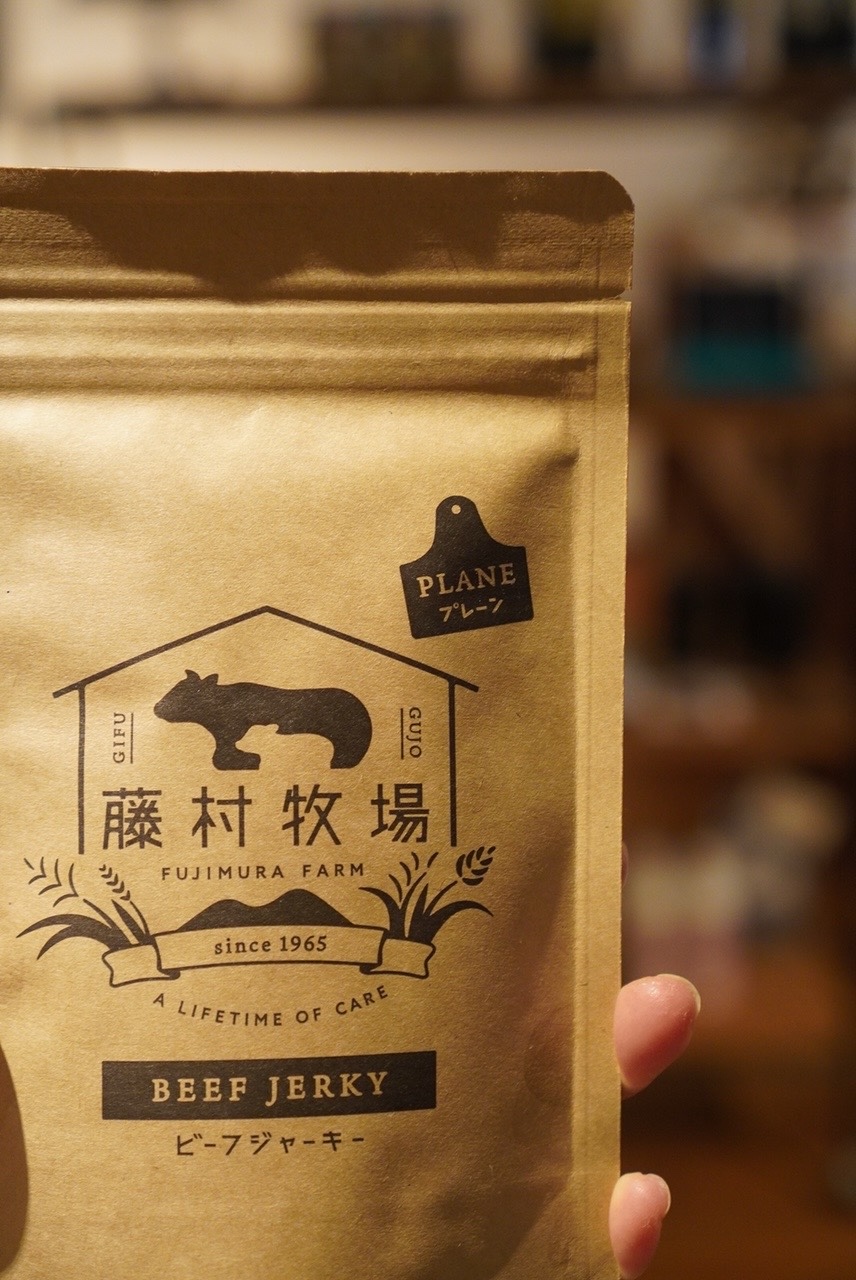 PLANE
プレーン
GIFU
GUJO
藤村牧場
FUJIMURA FARM
since 1965
A LIFETIME OF CARE
BEEF JERKY
ビーフジャーキー